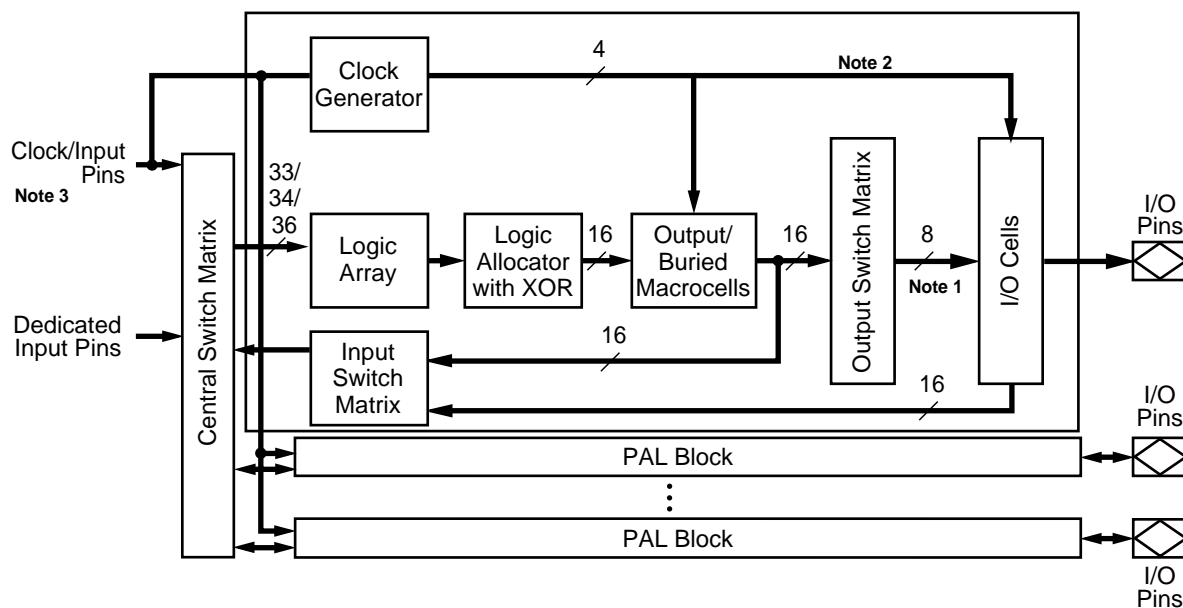 4
Clock
Generator
Note 2
Clock/Input
Pins
Note 3
33/
34/
36
Central Switch Matrix
Logic
Array
Logic
Allocator
with XOR
16
Output/
Buried
Macrocells
16
Output Switch Matrix
8
Note 1
I/O Cells
I/O
Pins
Dedicated
Input Pins
Input
Switch
Matrix
16
16
I/O
Pins
PAL Block
PAL Block
I/O
Pins